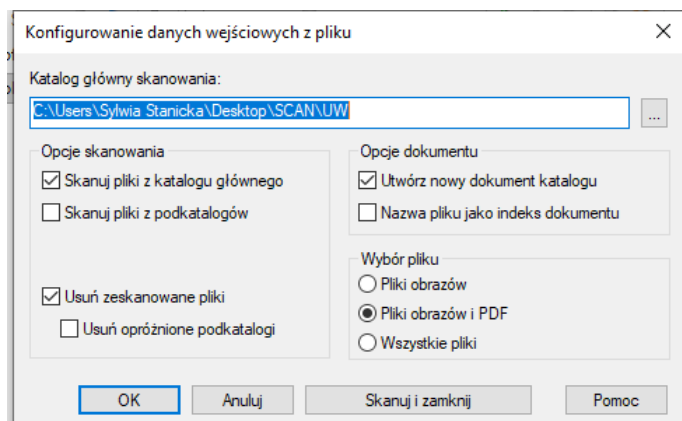 Konfigurowanie danych wejściowych z pliku
Katalog główny skanowania:
C:\Users\Sylwia Stanicka\Desktop\SCAN\UW
...
Opcje skanowania
Skanuj pliki z katalogu głównego
Skanuj pliki z podkatalogów
Usuń zeskanowane pliki
Usuń opróżnione podkatalogi
Opcje dokumentu
Utwórz nowy dokument katalogu
Nazwa pliku jako indeks dokumentu
Wybór pliku
Pliki obrazów
Pliki obrazów i PDF
Wszystkie pliki
OK
Anuluj
Skanuj i zamknij
Pomoc